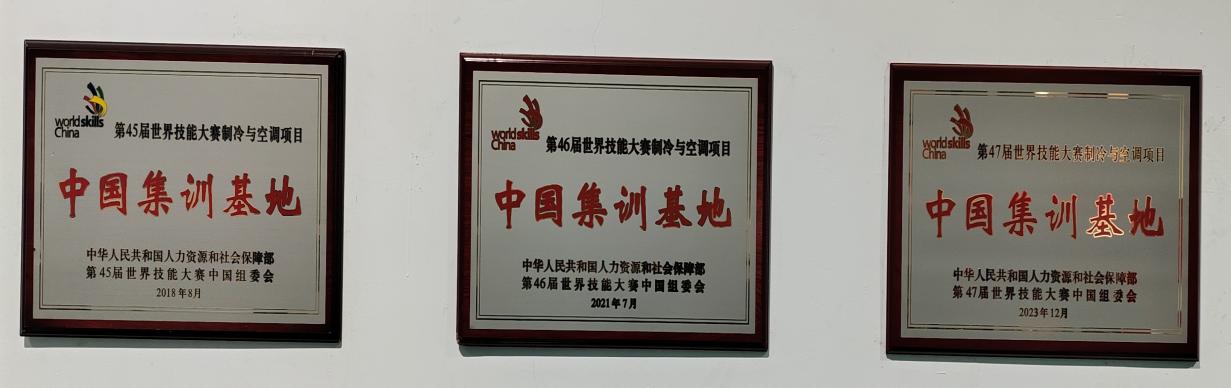 worldskills
China
第45届世界技能大赛制冷与空调项目
中国集训基地
中华人民共和国人力资源和社会保障部
第45届世界技能大赛中国组委会
2018年8月
worldskills
China
第46届世界技能大赛制冷与空调项目
中国集训基地
中华人民共和国人力资源和社会保障部
第46届世界技能大赛中国组委会
2021年7月
worldskills
China
第47届世界技能大赛制冷与空调项目
中国集训基地
中华人民共和国人力资源和社会保障部
第47届世界技能大赛中国组委会
2023年12月